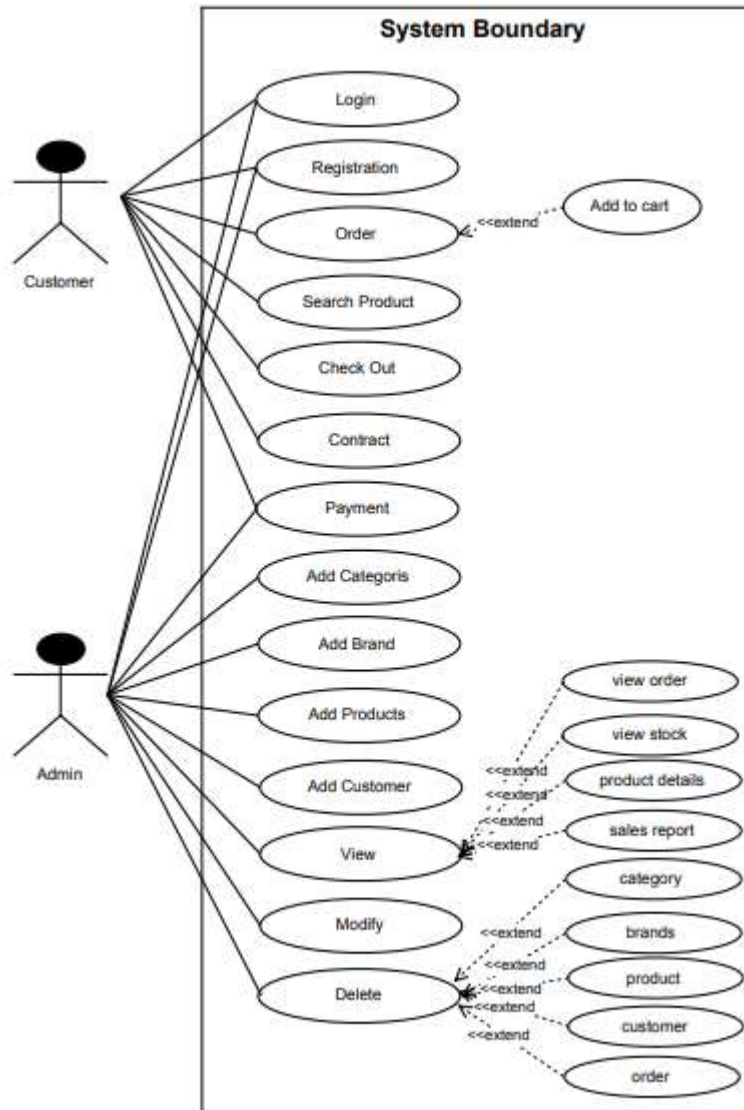 System Boundary
Login
Registration
Order
<<extend
Add to cart
Customer
Search Product
Check Out
Contract
Payment
Add Categoris
Add Brand
Add Products
Add Customer
View
Modify
Delete
Admin
view order
<<extend
view stock
<<extend
product details
<<extend
sales report
<<extend
category
<<extend
brands
<<extend
product
<<extend
customer
<<extend
order
<<extend